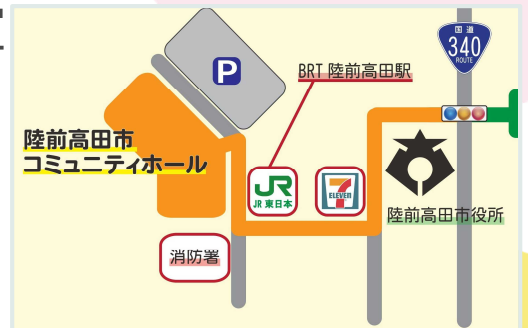 国道
340
ROUTE
P
BRT 陸前高田駅
陸前高田市
コミュニティホール
JR
JR 東日本
7
ELEVEN
陸前高田市役所
消防署